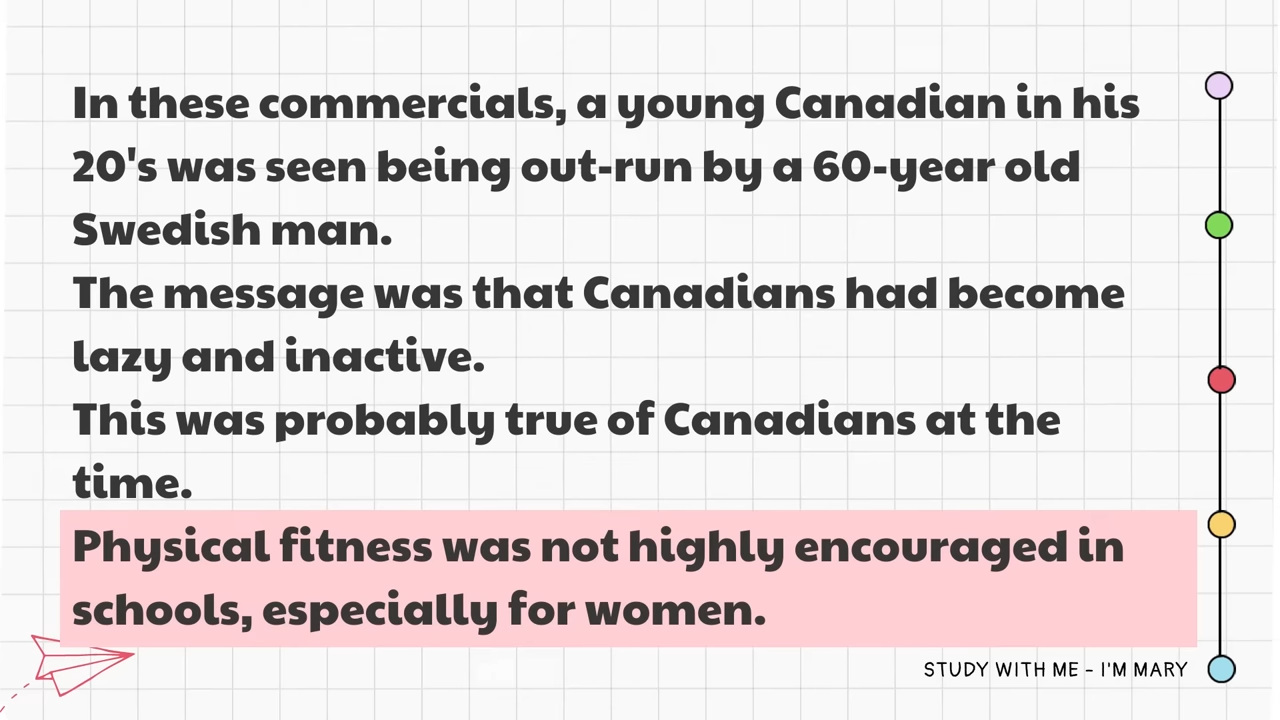 In these commercials, a young Canadian in his
20's was seen being out-run by a 60-year old
Swedish man.
The message was that Canadians had become
lazy and inactive.
This was probably true of Canadians at the
time.
Physical fitness was not highly encouraged in
schools, especially for women.
STUDY WITH ME - I'M MARY